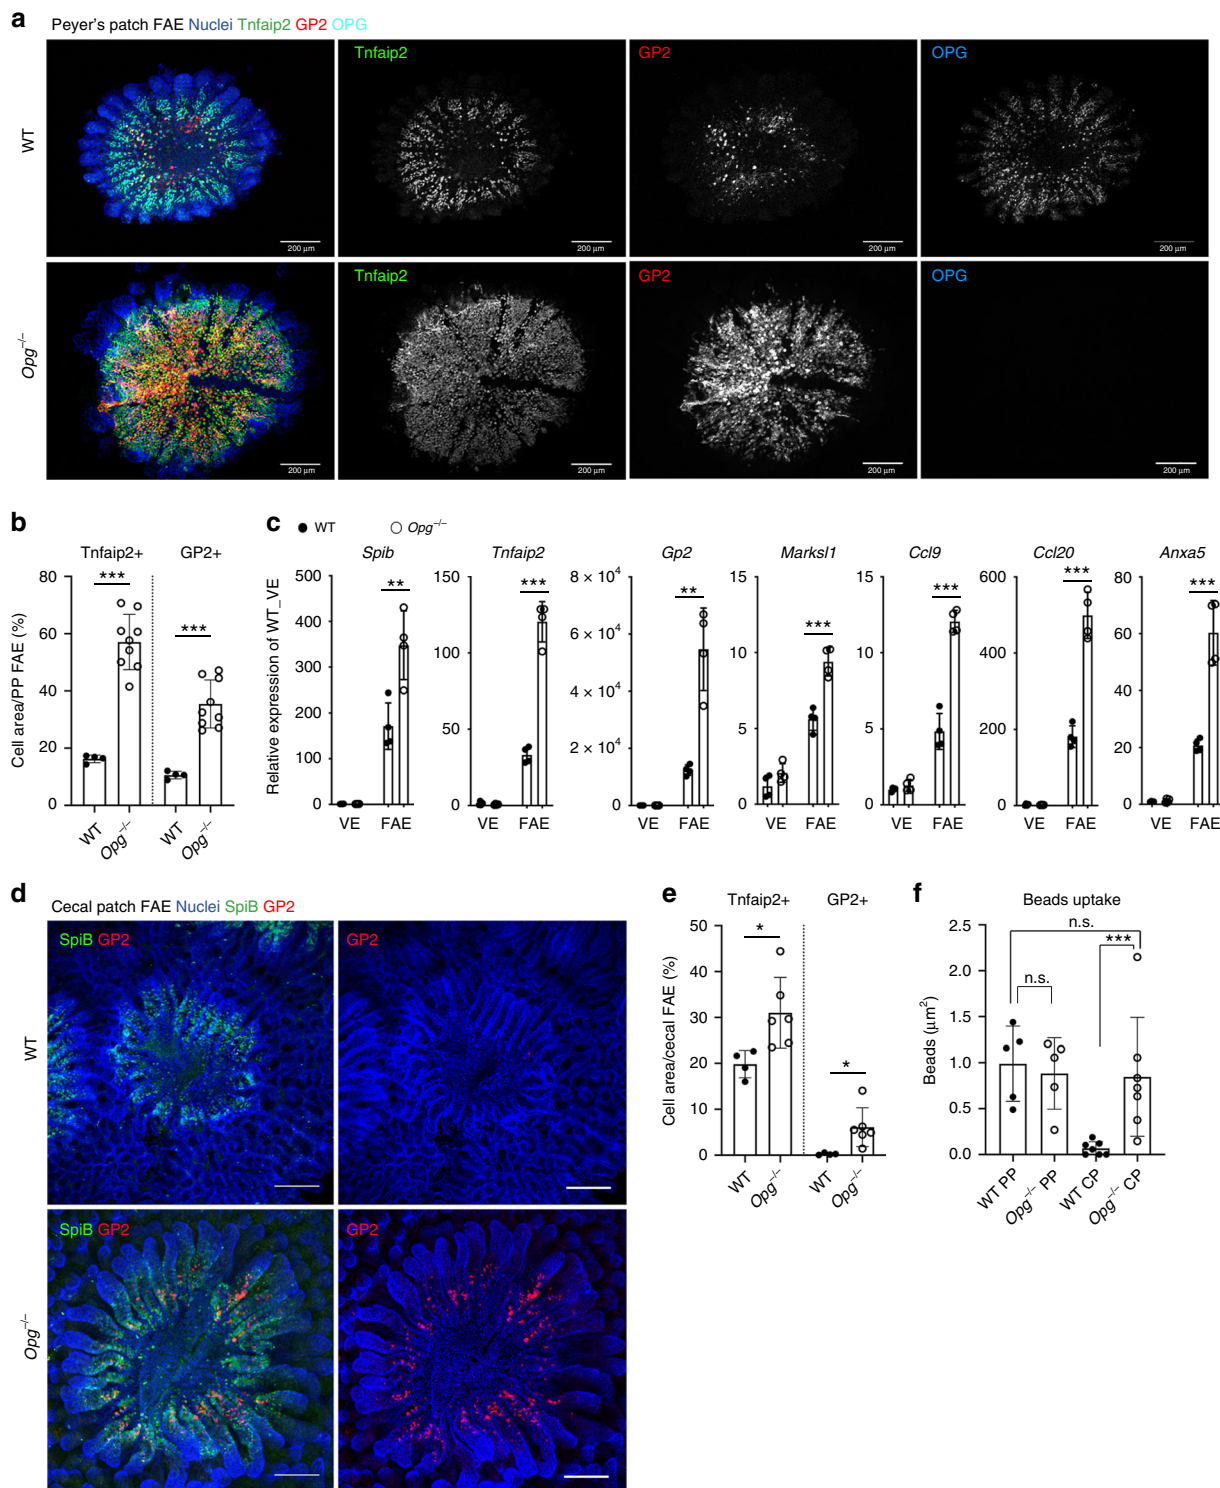 a
Peyer's patch FAE Nuclei Tnfaip2 GP2 OPG
WT
Tnfaip2
GP2
OPG
200 μm
200 μm
200 μm
200 μm
Opg⁻/⁻
Tnfaip2
GP2
OPG
200 μm
200 μm
200 μm
200 μm
b
Tnfaip2+ GP2+
Cell area/PP FAE (%)
80
60
40
20
0
***
***
WT Opg⁻/⁻ WT Opg⁻/⁻
c
WT Opg⁻/⁻
Relative expression of WT_VE
Spib
500
400
300
200
100
0
**
VE FAE
Tnfaip2
150
100
50
0
***
VE FAE
Gp2
8 × 10⁴
6 × 10⁴
4 × 10⁴
2 × 10⁴
0
**
VE FAE
Marksl1
15
10
5
0
***
VE FAE
Ccl9
15
10
5
0
***
VE FAE
Ccl20
600
400
200
0
***
VE FAE
Anxa5
80
60
40
20
0
***
VE FAE
d
Cecal patch FAE Nuclei SpiB GP2
WT
SpiB GP2
GP2
Opg⁻/⁻
SpiB GP2
GP2
e
Tnfaip2+ GP2+
Cell area/cecal FAE (%)
50
40
30
20
10
0
*
*
WT Opg⁻/⁻ WT Opg⁻/⁻
f
Beads uptake
Beads (μm²)
2.5
2.0
1.5
1.0
0.5
0.0
n.s.
***
n.s.
WT PP Opg⁻/⁻ PP WT CP Opg⁻/⁻ CP